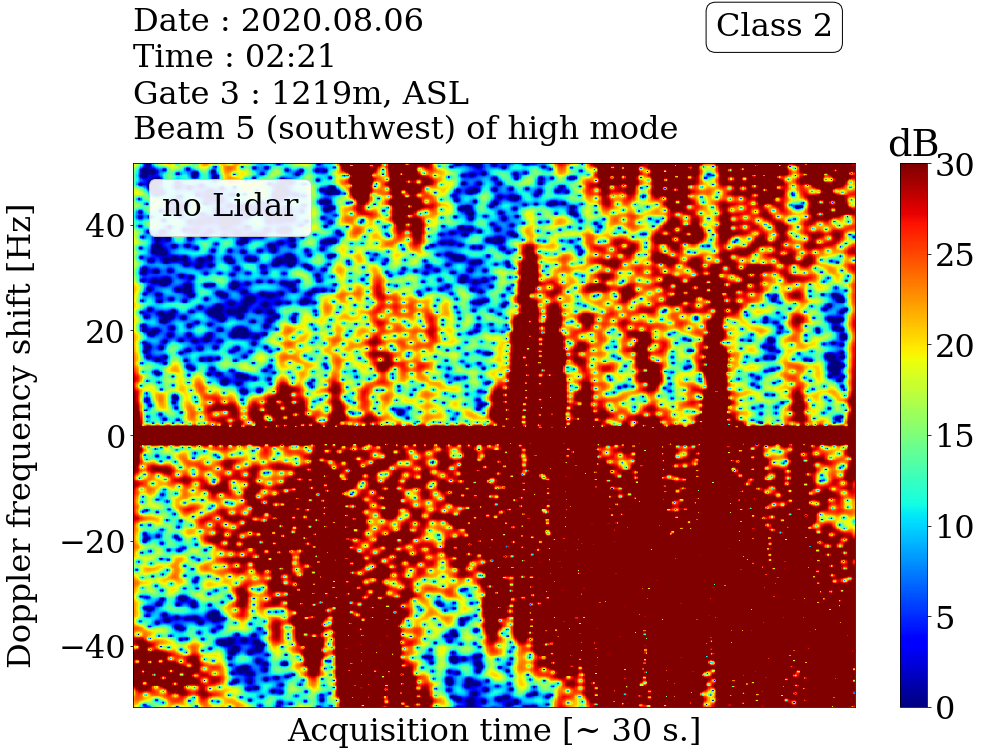 Date : 2020.08.06
Time : 02:21
Gate 3 : 1219m, ASL
Beam 5 (southwest) of high mode
Class 2
dB
no Lidar
Doppler frequency shift [Hz]
40
20
0
−20
−40
30
25
20
15
10
5
0
Acquisition time [~ 30 s.]